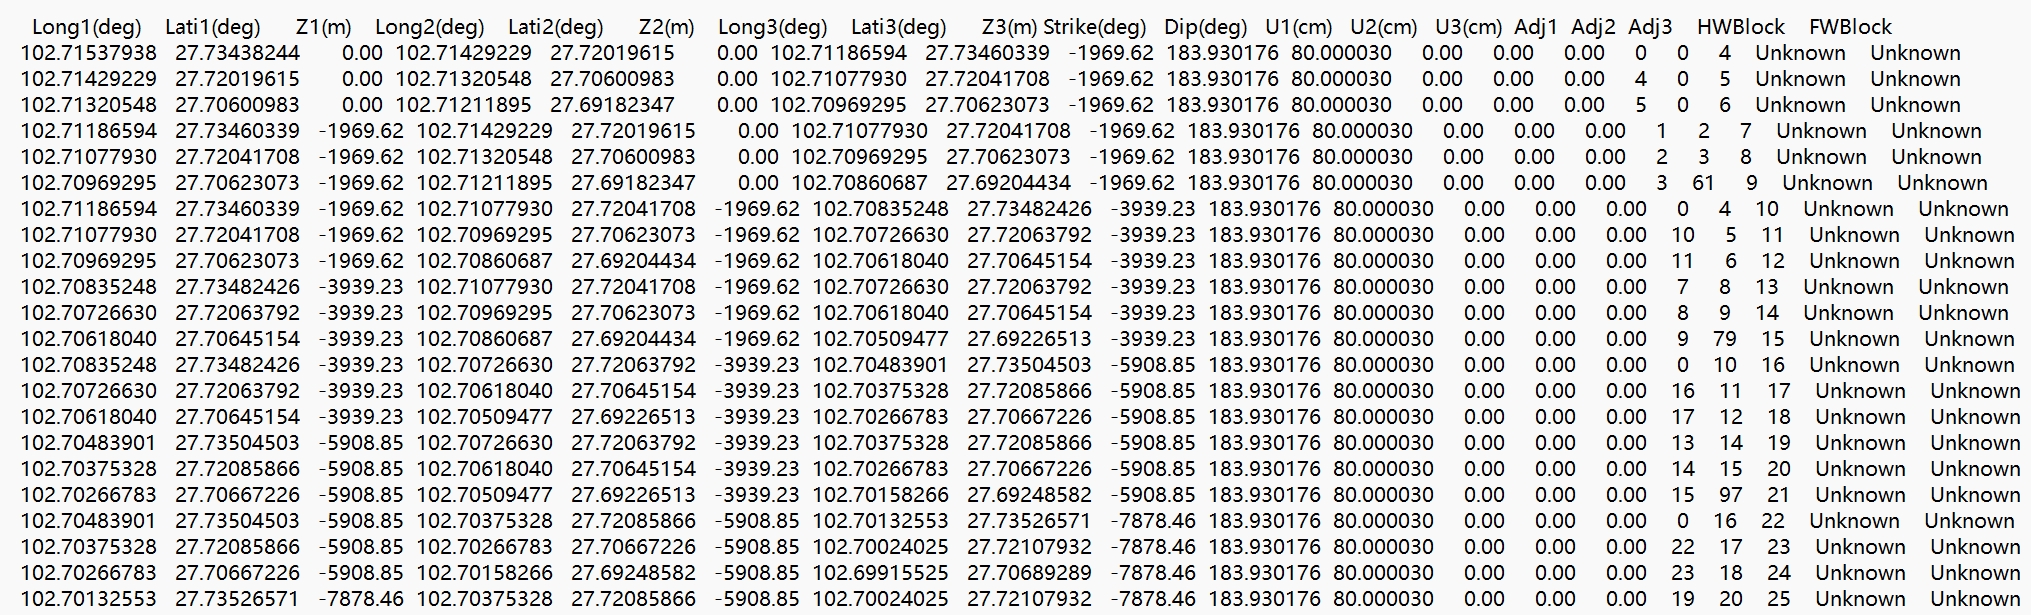 Long1(deg) Lati1(deg) Z1(m) Long2(deg) Lati2(deg) Z2(m) Long3(deg) Lati3(deg) Z3(m) Strike(deg) Dip(deg) U1(cm) U2(cm) U3(cm) Adj1 Adj2 Adj3 HWBlock FWBlock
102.71537938 27.73438244 0.00 102.71429229 27.72019615 0.00 102.71186594 27.73460339 -1969.62 183.930176 80.000030 0.00 0.00 0.00 0 0 4 Unknown Unknown
102.71429229 27.72019615 0.00 102.71320548 27.70600983 0.00 102.71077930 27.72041708 -1969.62 183.930176 80.000030 0.00 0.00 0.00 4 0 5 Unknown Unknown
102.71320548 27.70600983 0.00 102.71211895 27.69182347 0.00 102.70969295 27.70623073 -1969.62 183.930176 80.000030 0.00 0.00 0.00 5 0 6 Unknown Unknown
102.71186594 27.73460339 -1969.62 102.71429229 27.72019615 0.00 102.71077930 27.72041708 -1969.62 183.930176 80.000030 0.00 0.00 0.00 1 2 7 Unknown Unknown
102.71077930 27.72041708 -1969.62 102.71320548 27.70600983 0.00 102.70969295 27.70623073 -1969.62 183.930176 80.000030 0.00 0.00 0.00 2 3 8 Unknown Unknown
102.70969295 27.70623073 -1969.62 102.71211895 27.69182347 0.00 102.70860687 27.69204434 -1969.62 183.930176 80.000030 0.00 0.00 0.00 3 61 9 Unknown Unknown
102.71186594 27.73460339 -1969.62 102.71077930 27.72041708 -1969.62 102.70835248 27.73482426 -3939.23 183.930176 80.000030 0.00 0.00 0.00 0 4 10 Unknown Unknown
102.71077930 27.72041708 -1969.62 102.70969295 27.70623073 -1969.62 102.70726630 27.72063792 -3939.23 183.930176 80.000030 0.00 0.00 0.00 10 5 11 Unknown Unknown
102.70969295 27.70623073 -1969.62 102.70860687 27.69204434 -1969.62 102.70618040 27.70645154 -3939.23 183.930176 80.000030 0.00 0.00 0.00 11 6 12 Unknown Unknown
102.70835248 27.73482426 -3939.23 102.71077930 27.72041708 -1969.62 102.70726630 27.72063792 -3939.23 183.930176 80.000030 0.00 0.00 0.00 7 8 13 Unknown Unknown
102.70726630 27.72063792 -3939.23 102.70969295 27.70623073 -1969.62 102.70618040 27.70645154 -3939.23 183.930176 80.000030 0.00 0.00 0.00 8 9 14 Unknown Unknown
102.70618040 27.70645154 -3939.23 102.70860687 27.69204434 -1969.62 102.70509477 27.69226513 -3939.23 183.930176 80.000030 0.00 0.00 0.00 9 79 15 Unknown Unknown
102.70835248 27.73482426 -3939.23 102.70726630 27.72063792 -3939.23 102.70483901 27.73504503 -5908.85 183.930176 80.000030 0.00 0.00 0.00 0 10 16 Unknown Unknown
102.70726630 27.72063792 -3939.23 102.70618040 27.70645154 -3939.23 102.70375328 27.72085866 -5908.85 183.930176 80.000030 0.00 0.00 0.00 16 11 17 Unknown Unknown
102.70618040 27.70645154 -3939.23 102.70509477 27.69226513 -3939.23 102.70266783 27.70667226 -5908.85 183.930176 80.000030 0.00 0.00 0.00 17 12 18 Unknown Unknown
102.70483901 27.73504503 -5908.85 102.70726630 27.72063792 -3939.23 102.70375328 27.72085866 -5908.85 183.930176 80.000030 0.00 0.00 0.00 13 14 19 Unknown Unknown
102.70375328 27.72085866 -5908.85 102.70618040 27.70645154 -3939.23 102.70266783 27.70667226 -5908.85 183.930176 80.000030 0.00 0.00 0.00 14 15 20 Unknown Unknown
102.70266783 27.70667226 -5908.85 102.70509477 27.69226513 -3939.23 102.70158266 27.69248582 -5908.85 183.930176 80.000030 0.00 0.00 0.00 15 97 21 Unknown Unknown
102.70483901 27.73504503 -5908.85 102.70375328 27.72085866 -5908.85 102.70132553 27.73526571 -7878.46 183.930176 80.000030 0.00 0.00 0.00 0 16 22 Unknown Unknown
102.70375328 27.72085866 -5908.85 102.70266783 27.70667226 -5908.85 102.70024025 27.72107932 -7878.46 183.930176 80.000030 0.00 0.00 0.00 22 17 23 Unknown Unknown
102.70266783 27.70667226 -5908.85 102.70158266 27.69248582 -5908.85 102.69915525 27.70689289 -7878.46 183.930176 80.000030 0.00 0.00 0.00 23 18 24 Unknown Unknown
102.70132553 27.73526571 -7878.46 102.70375328 27.72085866 -5908.85 102.70024025 27.72107932 -7878.46 183.930176 80.000030 0.00 0.00 0.00 19 20 25 Unknown Unknown